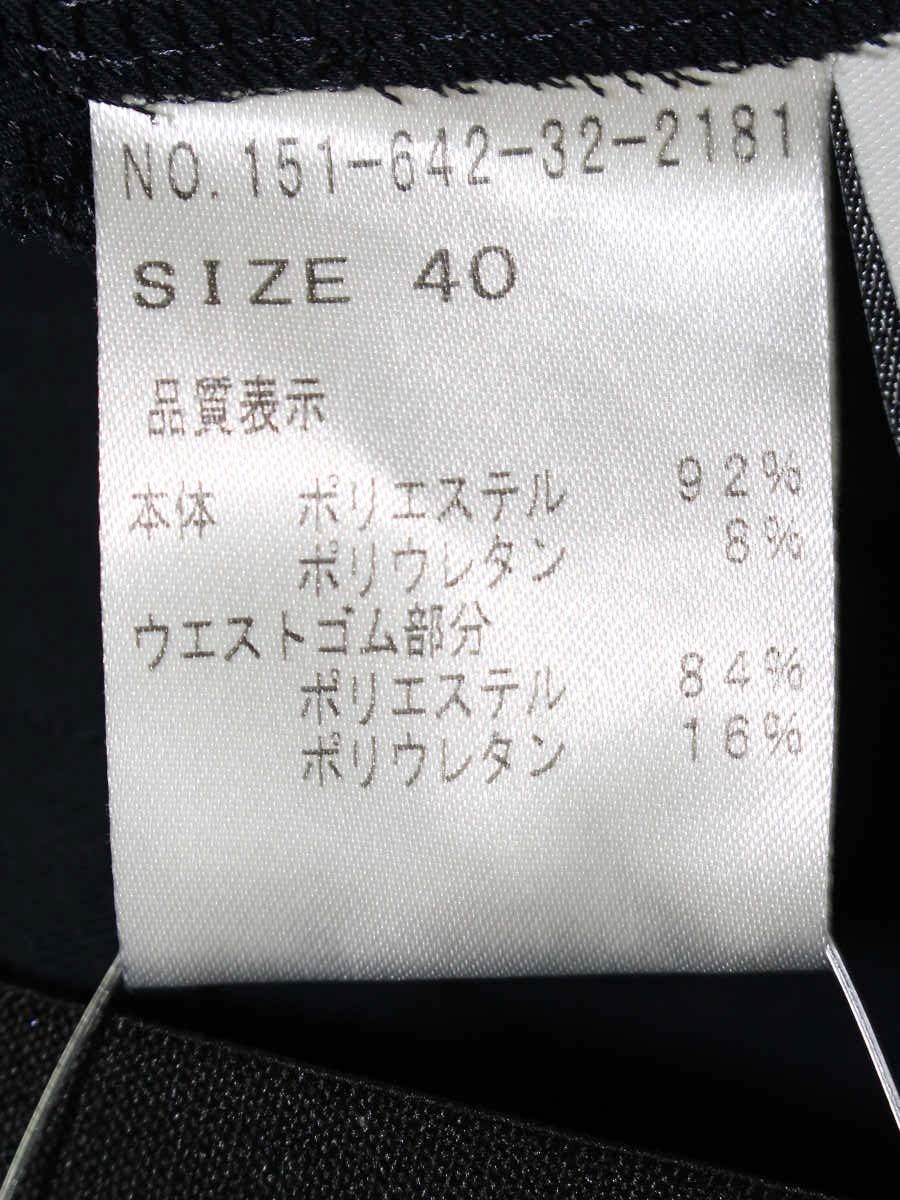 NO.151-642-32-2181
SIZE 40
品質表示
本体 ポリエステル 92%
ポリウレタン 8%
ウエストゴム部分
ポリエステル 84%
ポリウレタン 16%